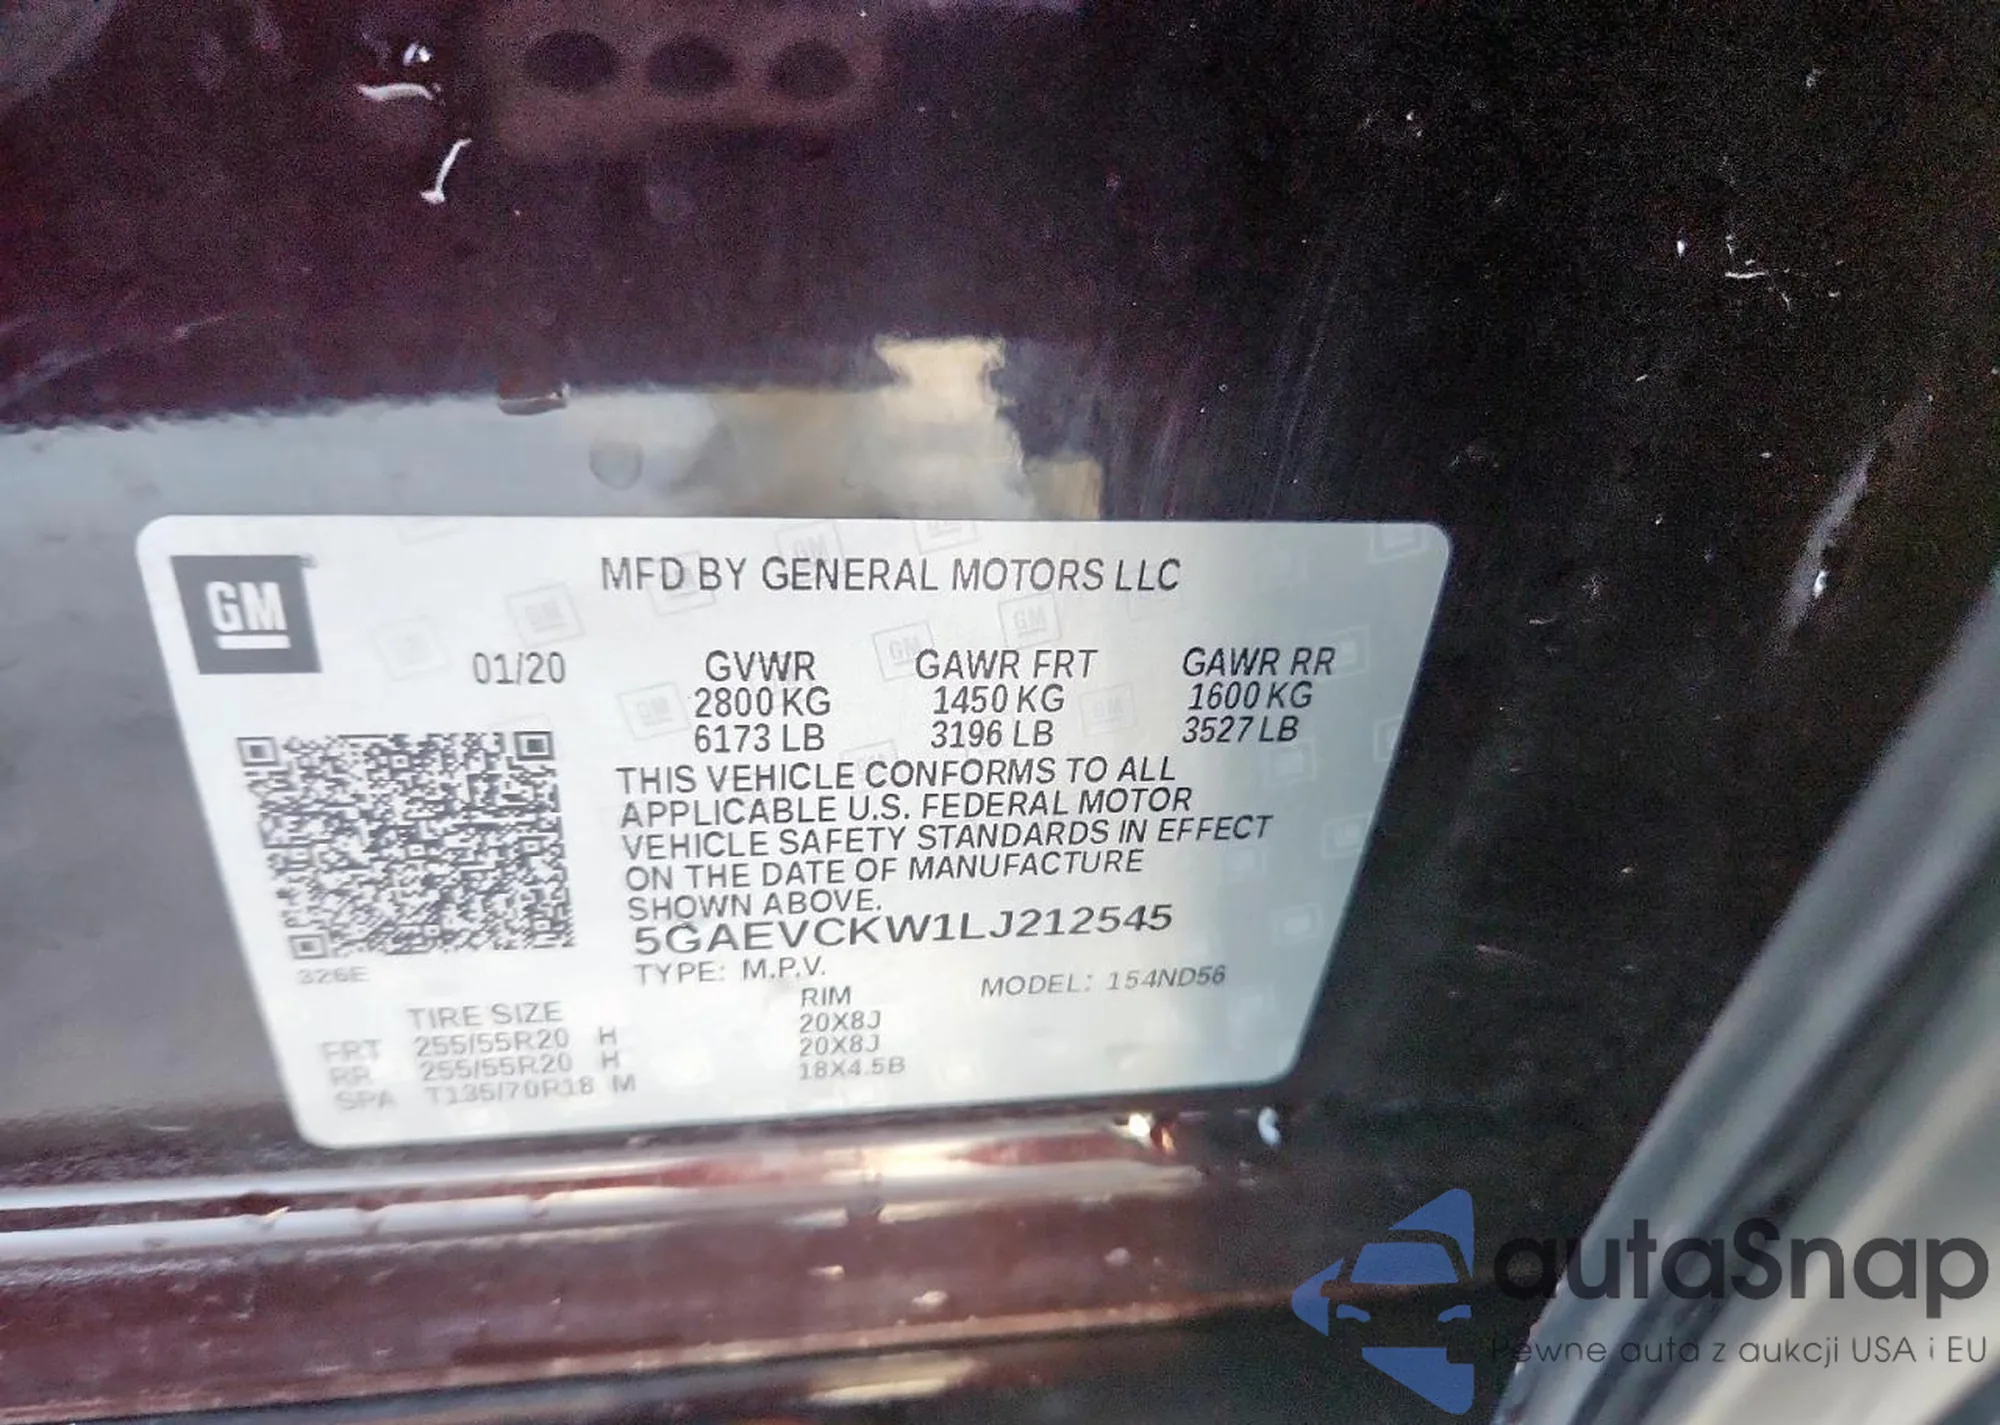 GM
MFD BY GENERAL MOTORS LLC
01/20 GVWR GAWR FRT GAWR RR
2800 KG 1450 KG 1600 KG
6173 LB 3196 LB 3527 LB
THIS VEHICLE CONFORMS TO ALL
APPLICABLE U.S. FEDERAL MOTOR
VEHICLE SAFETY STANDARDS IN EFFECT
ON THE DATE OF MANUFACTURE
SHOWN ABOVE.
5GAEVCKW1LJ212545
326E TYPE: M.P.V. MODEL: 154ND56
TIRE SIZE RIM
FRT 255/55R20 H 20X8J
RR 255/55R20 H 20X8J
SPA T135/70R18 M 18X4.5B
autaSnap
Pewne auta z aukcji USA i EU